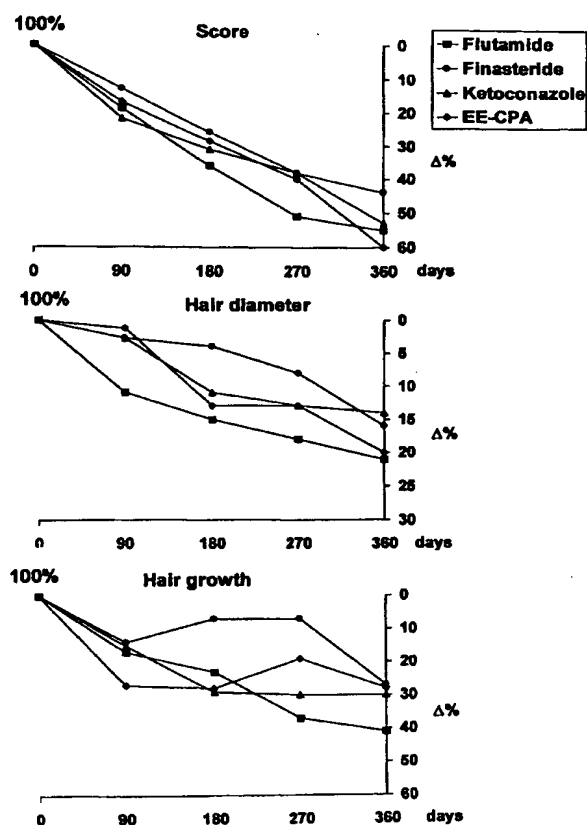 100%
Score
0
10
20
30
40
50
60
Δ%
Flutamide
Finasteride
Ketoconazole
EE-CPA
0 90 180 270 360 days
100%
Hair diameter
0
5
10
15
20
25
30
Δ%
0 90 180 270 360 days
100%
Hair growth
0
10
20
30
40
50
60
Δ%
0 90 180 270 360 days